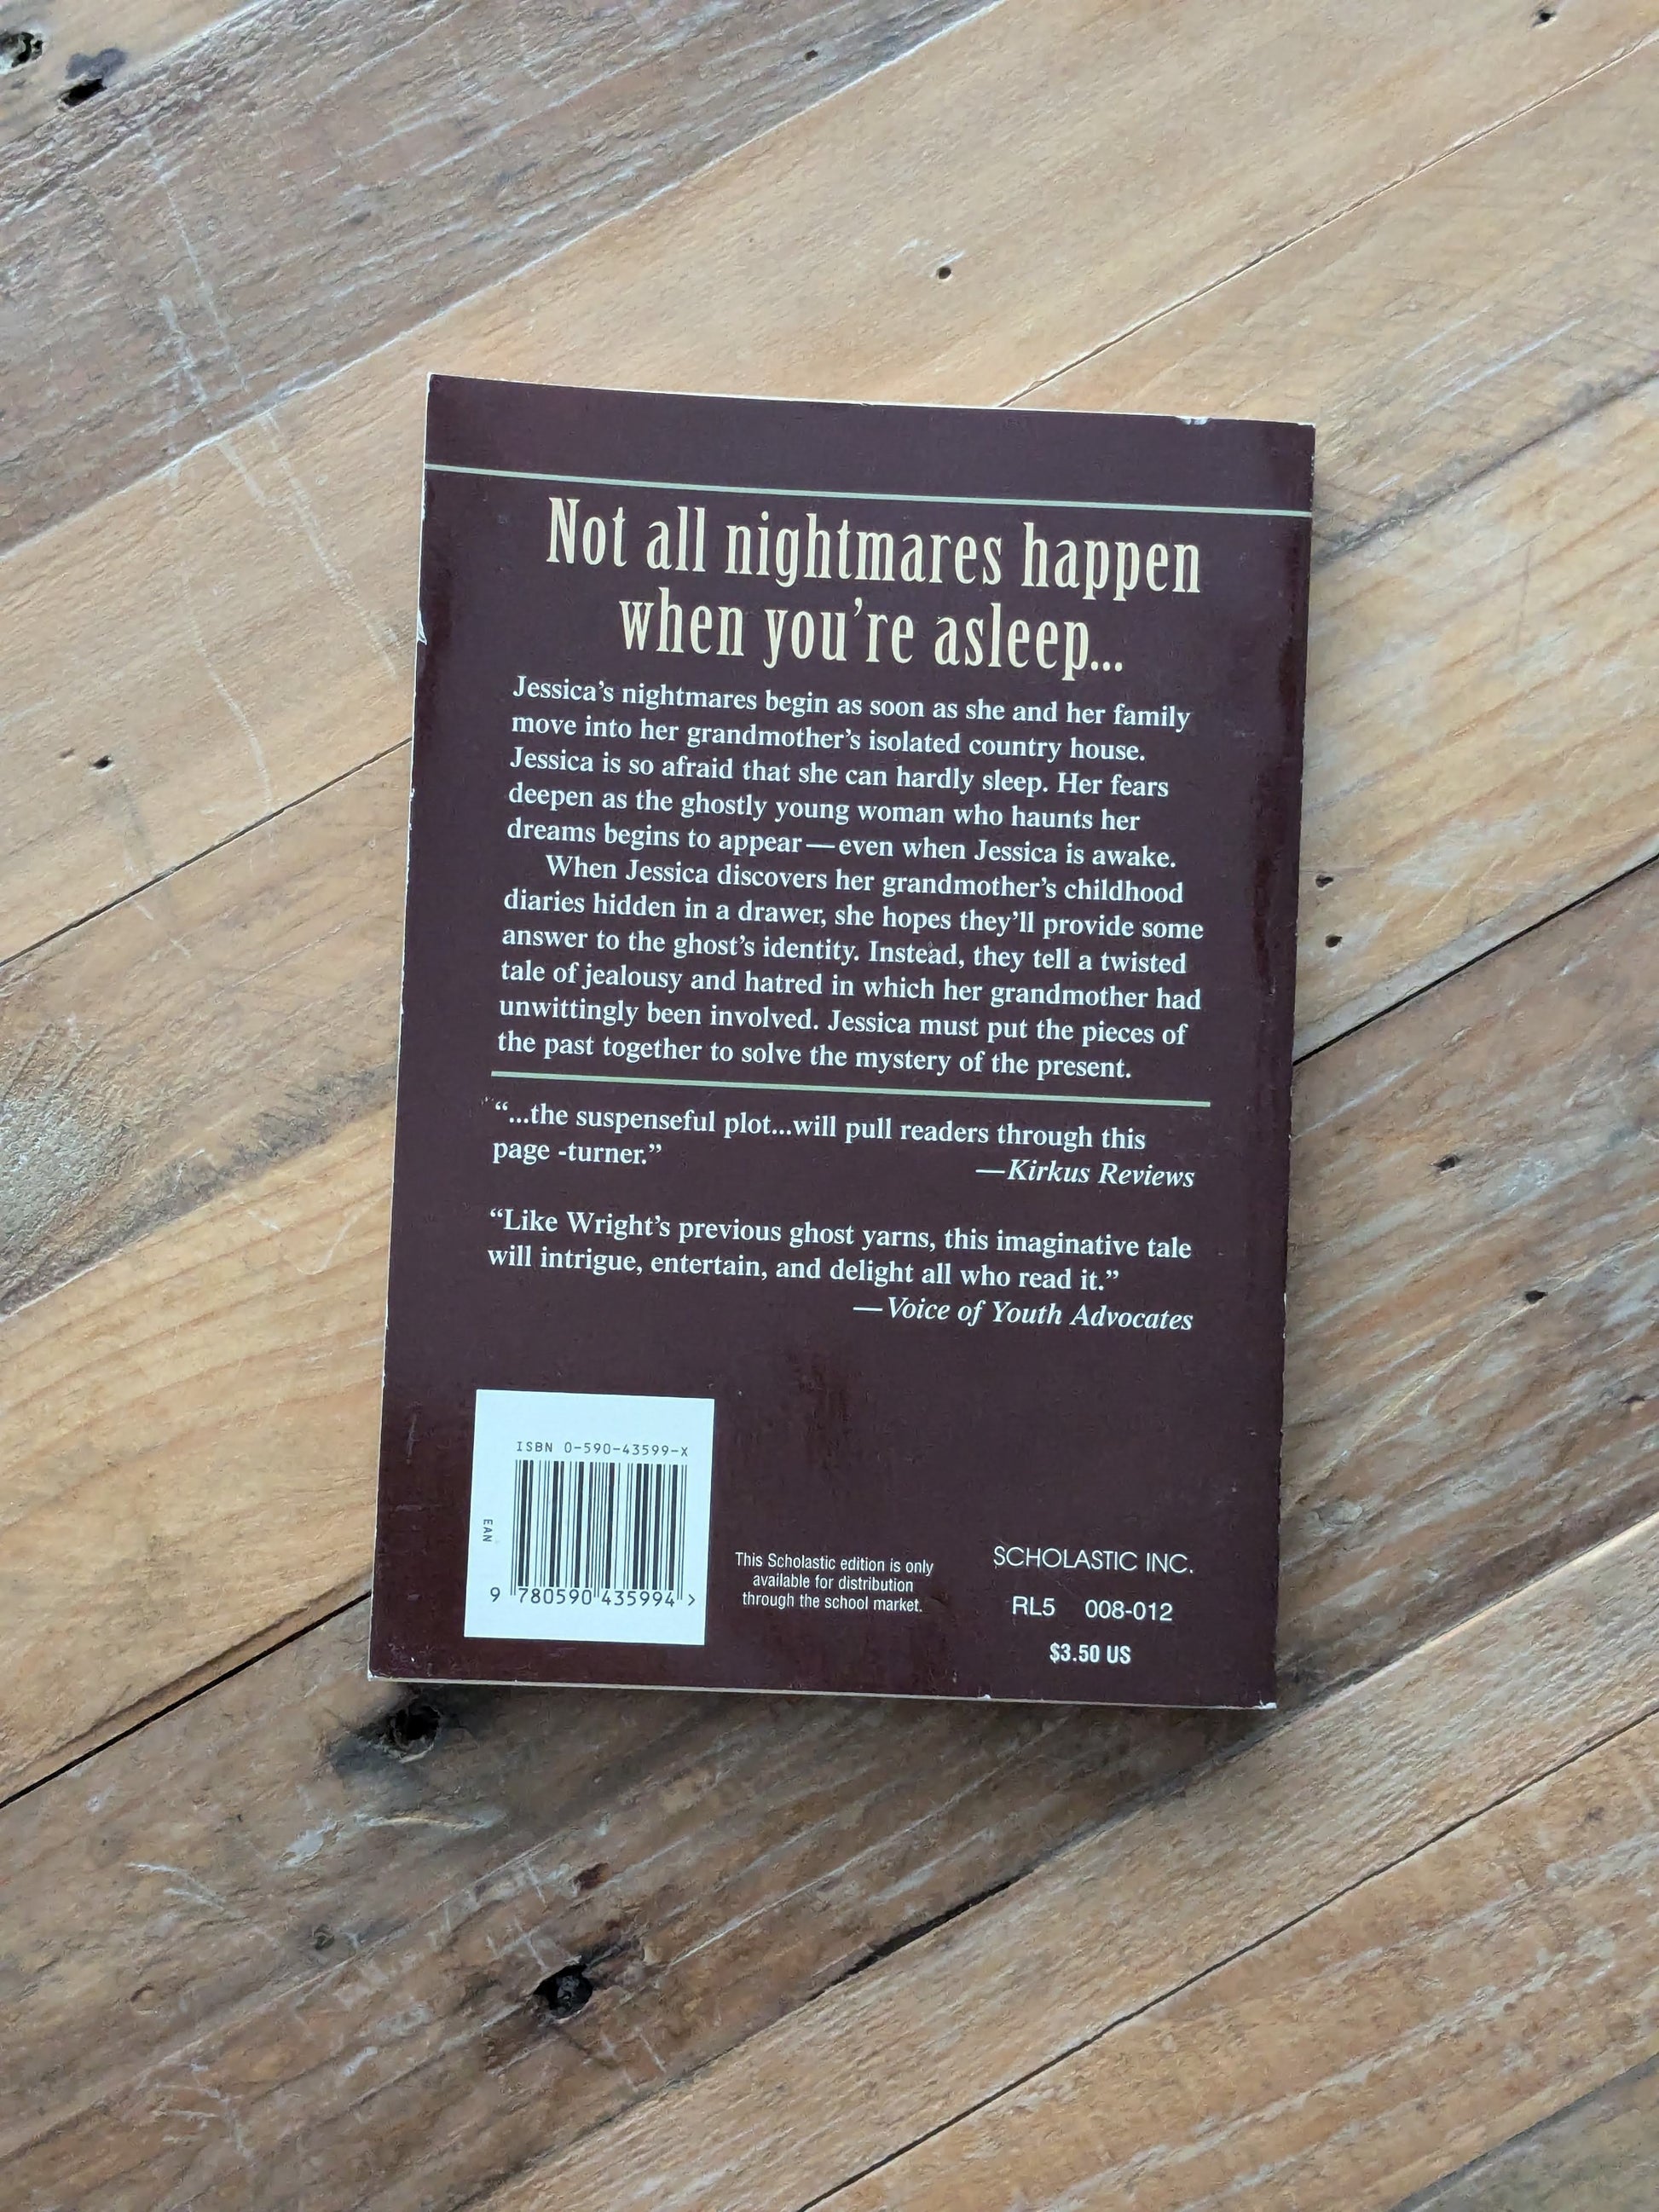 Not all nightmares happen
when you're asleep...
Jessica's nightmares begin as soon as she and her family
move into her grandmother's isolated country house.
Jessica is so afraid that she can hardly sleep. Her fears
deepen as the ghostly young woman who haunts her
dreams begins to appear—even when Jessica is awake.
When Jessica discovers her grandmother's childhood
diaries hidden in a drawer, she hopes they'll provide some
answer to the ghost's identity. Instead, they tell a twisted
tale of jealousy and hatred in which her grandmother had
unwittingly been involved. Jessica must put the pieces of
the past together to solve the mystery of the present.
“...the suspenseful plot...will pull readers through this
page -turner.”
—Kirkus Reviews
“Like Wright's previous ghost yarns, this imaginative tale
will intrigue, entertain, and delight all who read it.”
—Voice of Youth Advocates
ISBN 0-590-43599-X
EAN
9 780590 435994 >
This Scholastic edition is only
available for distribution
through the school market.
SCHOLASTIC INC.
RL5 008-012
$3.50 US